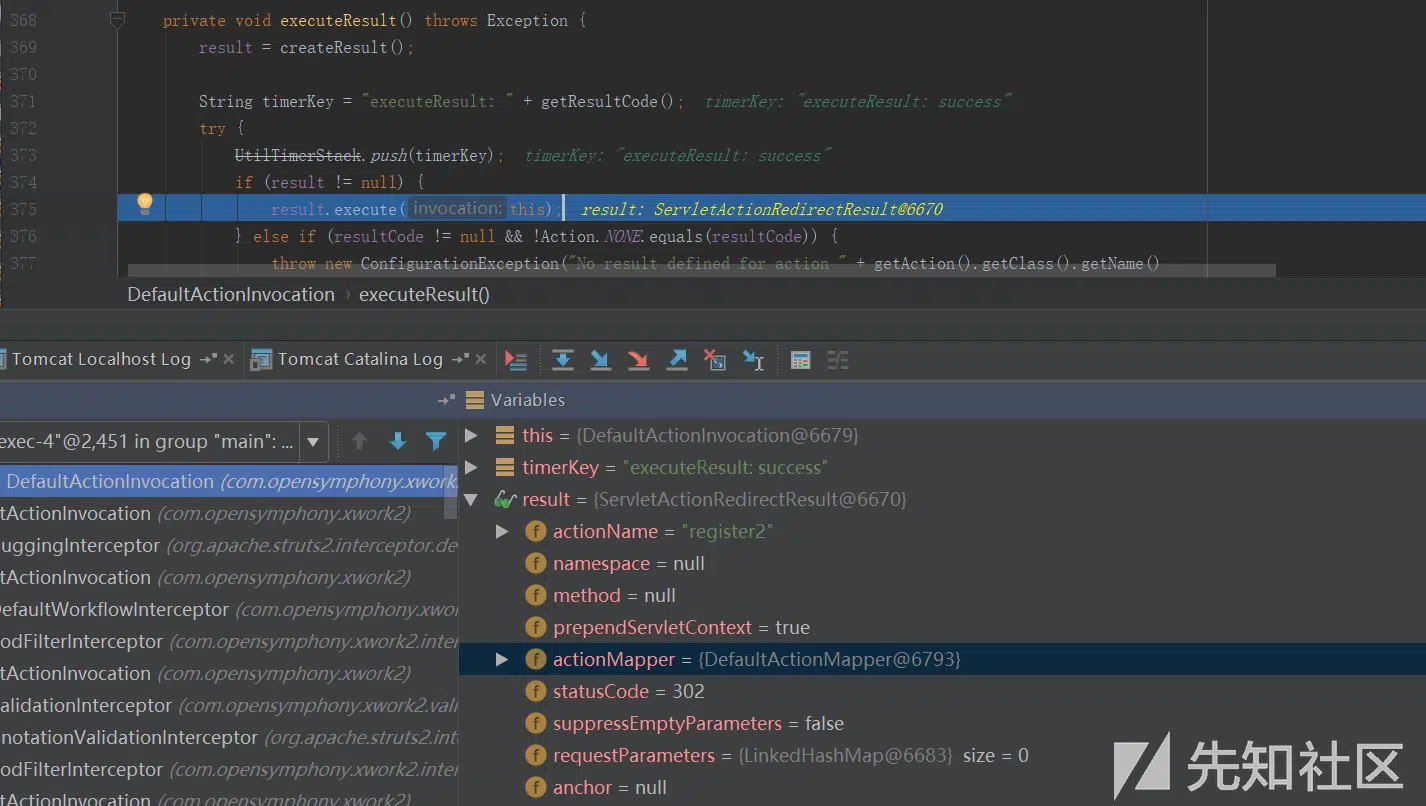 368 private void executeResult() throws Exception {
369 result = createResult();
370
371 String timerKey = "executeResult: " + getResultCode(); timerKey: "executeResult: success"
372 try {
373 UtilTimerStack.push(timerKey); timerKey: "executeResult: success"
374 if (result != null) {
375 result.execute( invocation: this); result: ServletActionRedirectResult@6670
376 } else if (resultCode != null && !Action.NONE.equals(resultCode)) {
377 throw new ConfigurationException("No result defined for action " + getAction().getClass().getName()
DefaultActionInvocation › executeResult()
Tomcat Localhost Log Tomcat Catalina Log
Variables
exec-4"@2,451 in group "main": ...
this = {DefaultActionInvocation@6679}
DefaultActionInvocation (com.opensymphony.xwork
timerKey = "executeResult: success"
tActionInvocation (com.opensymphony.xwork2)
result = {ServletActionRedirectResult@6670}
uggingInterceptor (org.apache.struts2.interceptor.de
actionName = "register2"
tActionInvocation (com.opensymphony.xwork2)
namespace = null
DefaultWorkflowInterceptor (com.opensymphony.xwor
method = null
odFilterInterceptor (com.opensymphony.xwork2.inter
prependServletContext = true
tActionInvocation (com.opensymphony.xwork2)
actionMapper = {DefaultActionMapper@6793}
alidationInterceptor (com.opensymphony.xwork2.vali
statusCode = 302
notationValidationInterceptor (org.apache.struts2.int
suppressEmptyParameters = false
odFilterInterceptor (com.opensymphony.xwork2.inter
requestParameters = {LinkedHashMap@6683} size = 0
tActionInvocation (com.opensymphony.xwork2)
anchor = null
先知社区